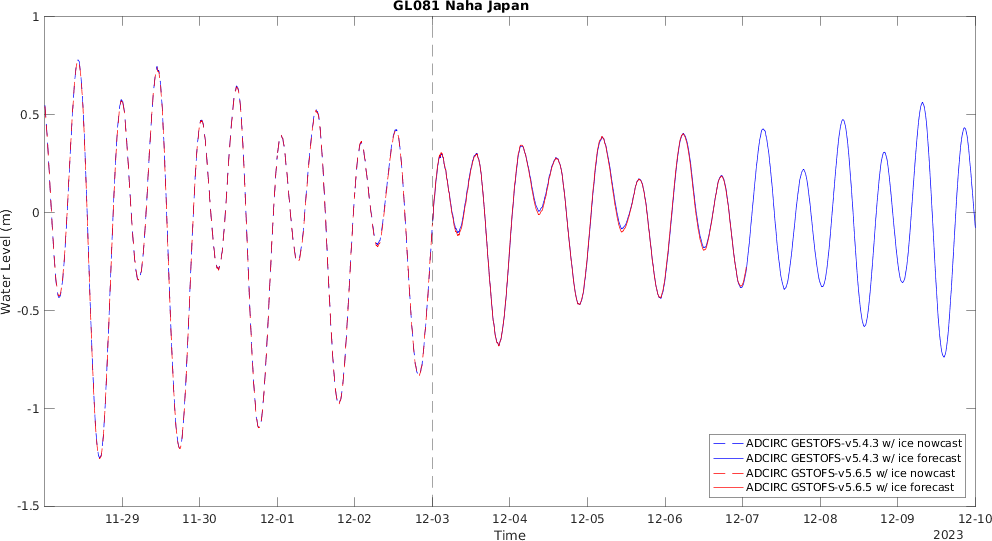 GL081 Naha Japan
1
0.5
0
-0.5
-1
-1.5
Water Level (m)
ADCIRC GESTOFS-v5.4.3 w/ ice nowcast
ADCIRC GESTOFS-v5.4.3 w/ ice forecast
ADCIRC GSTOFS-v5.6.5 w/ ice nowcast
ADCIRC GSTOFS-v5.6.5 w/ ice forecast
11-29 11-30 12-01 12-02 12-03 12-04 12-05 12-06 12-07 12-08 12-09 12-10
Time
2023